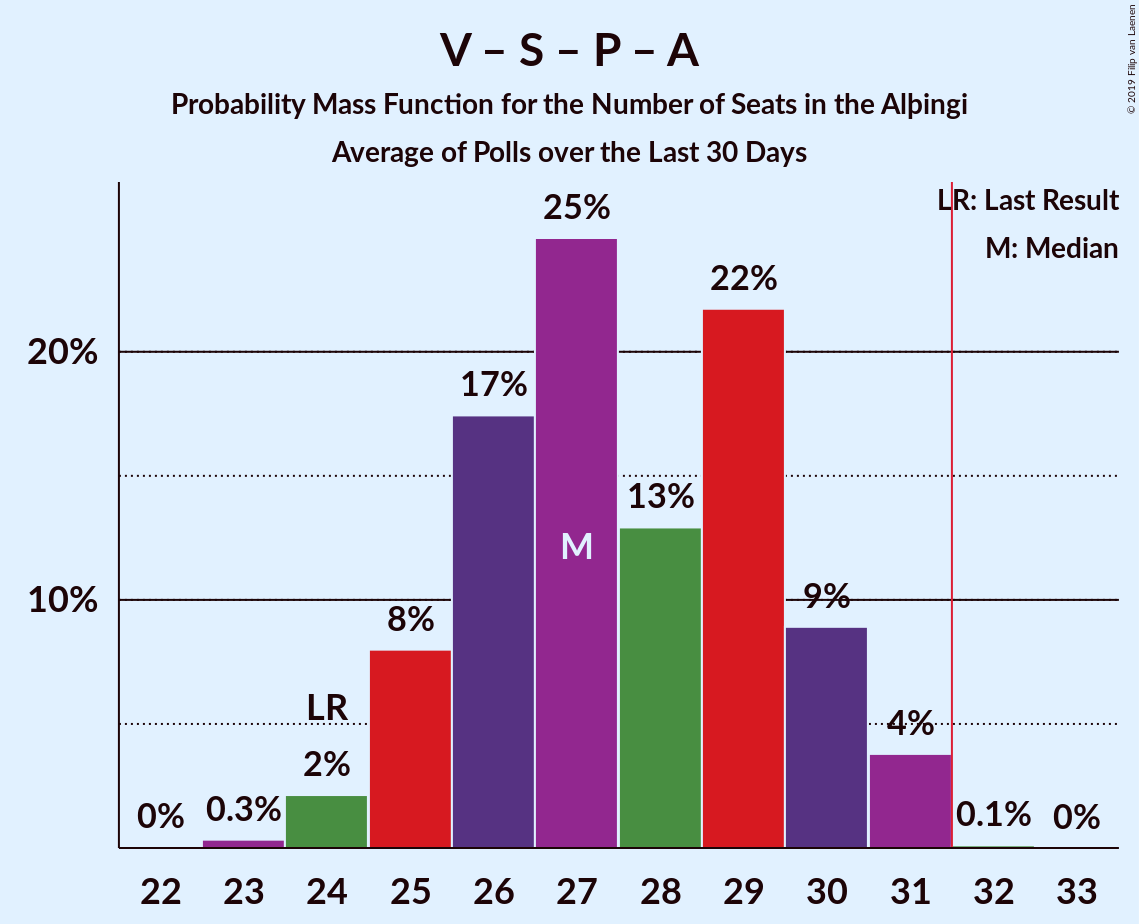 V – S – P – A
Probability Mass Function for the Number of Seats in the Alþingi
Average of Polls over the Last 30 Days
© 2019 Filip van Laenen
LR: Last Result
M: Median
25%
22%
20%
17%
13%
M
10%
9%
8%
LR
4%
2%
0%
0.3%
0.1%
0%
22 23 24 25 26 27 28 29 30 31 32 33